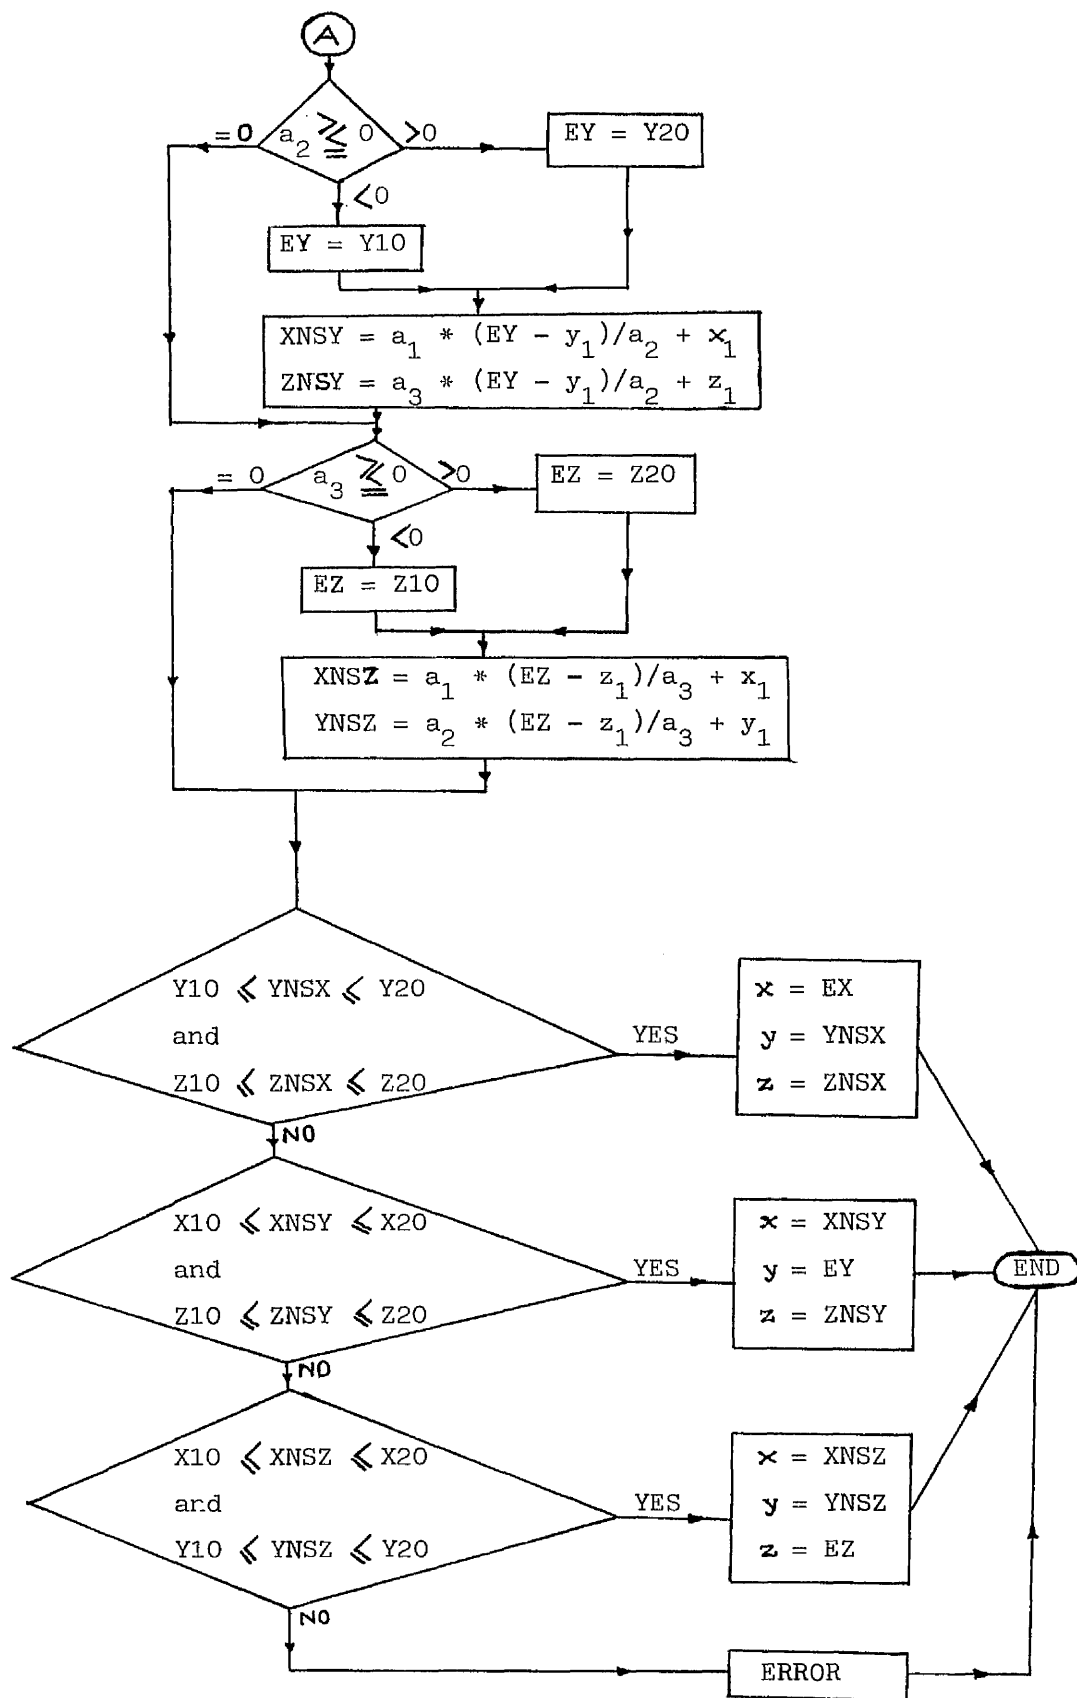 A
= 0
a2 ⪌ 0
>0
EY = Y20
<0
EY = Y10
XNSY = a1 * (EY - y1)/a2 + x1
ZNSY = a3 * (EY - y1)/a2 + z1
= 0
a3 ⪌ 0
>0
EZ = Z20
<0
EZ = Z10
XNSZ = a1 * (EZ - z1)/a3 + x1
YNSZ = a2 * (EZ - z1)/a3 + y1
Y10 ⩽ YNSX ⩽ Y20
and
Z10 ⩽ ZNSX ⩽ Z20
YES
x = EX
y = YNSX
z = ZNSX
NO
X10 ⩽ XNSY ⩽ X20
and
Z10 ⩽ ZNSY ⩽ Z20
YES
x = XNSY
y = EY
z = ZNSY
END
NO
X10 ⩽ XNSZ ⩽ X20
and
Y10 ⩽ YNSZ ⩽ Y20
YES
x = XNSZ
y = YNSZ
z = EZ
NO
ERROR